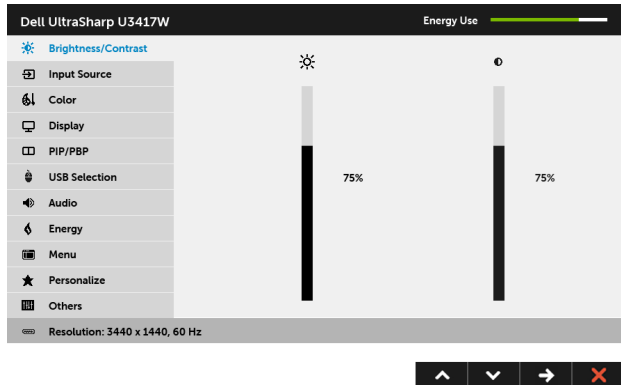 Dell UltraSharp U3417W
Energy Use
Brightness/Contrast
Input Source
Color
Display
PIP/PBP
USB Selection
75%
75%
Audio
Energy
Menu
Personalize
Others
Resolution: 3440 x 1440, 60 Hz